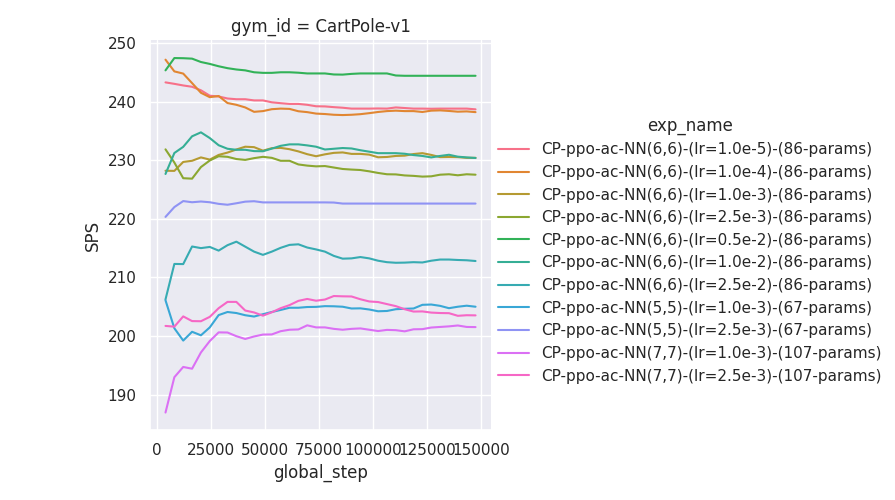 gym_id = CartPole-v1
250
240
230
220
210
200
190
SPS
0 25000 50000 75000 100000 125000 150000
global_step
exp_name
CP-ppo-ac-NN(6,6)-(lr=1.0e-5)-(86-params)
CP-ppo-ac-NN(6,6)-(lr=1.0e-4)-(86-params)
CP-ppo-ac-NN(6,6)-(lr=1.0e-3)-(86-params)
CP-ppo-ac-NN(6,6)-(lr=2.5e-3)-(86-params)
CP-ppo-ac-NN(6,6)-(lr=0.5e-2)-(86-params)
CP-ppo-ac-NN(6,6)-(lr=1.0e-2)-(86-params)
CP-ppo-ac-NN(6,6)-(lr=2.5e-2)-(86-params)
CP-ppo-ac-NN(5,5)-(lr=1.0e-3)-(67-params)
CP-ppo-ac-NN(5,5)-(lr=2.5e-3)-(67-params)
CP-ppo-ac-NN(7,7)-(lr=1.0e-3)-(107-params)
CP-ppo-ac-NN(7,7)-(lr=2.5e-3)-(107-params)